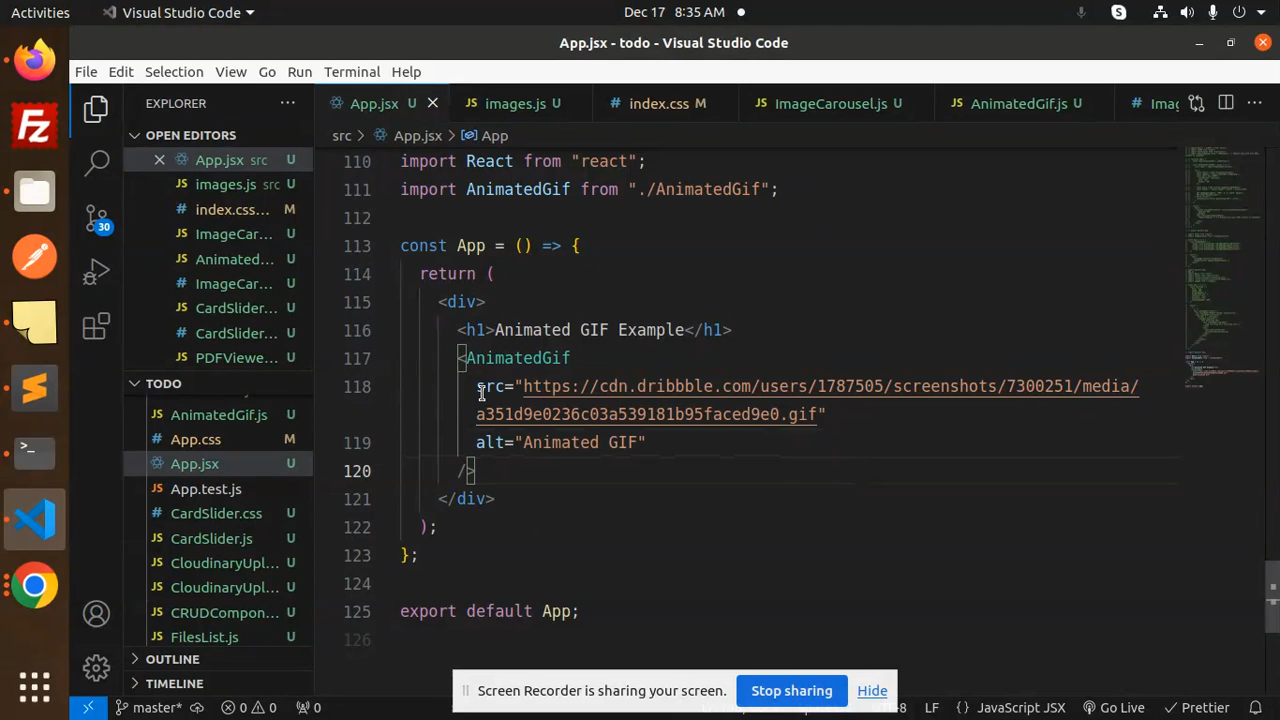 Activities
Visual Studio Code
Dec 17 8:35 AM
App.jsx - todo - Visual Studio Code
File Edit Selection View Go Run Terminal Help
EXPLORER
App.jsx U
images.js U
index.css M
ImageCarousel.js U
AnimatedGif.js U
Imag
OPEN EDITORS
src > App.jsx > App
App.jsx src U
images.js src U
index.css... M
ImageCar... U
Animated... U
ImageCar... U
CardSlider... U
CardSlider... U
PDFViewe... U
TODO
AnimatedGif.js U
App.css M
App.jsx U
App.test.js U
CardSlider.css U
CardSlider.js U
CloudinaryUpl... U
CloudinaryUpl... U
CRUDCompon... U
FilesList.js U
OUTLINE
TIMELINE
30
110 import React from "react";
111 import AnimatedGif from "./AnimatedGif";
112
113 const App = () => {
114 return (
115 <div>
116 <h1>Animated GIF Example</h1>
117 <AnimatedGif
118 src="https://cdn.dribbble.com/users/1787505/screenshots/7300251/media/
a351d9e0236c03a539181b95faced9e0.gif"
119 alt="Animated GIF"
120 />
121 </div>
122 );
123 };
124
125 export default App;
126
Screen Recorder is sharing your screen. Stop sharing Hide
master* 0 0 0 LF JavaScript JSX Go Live Prettier